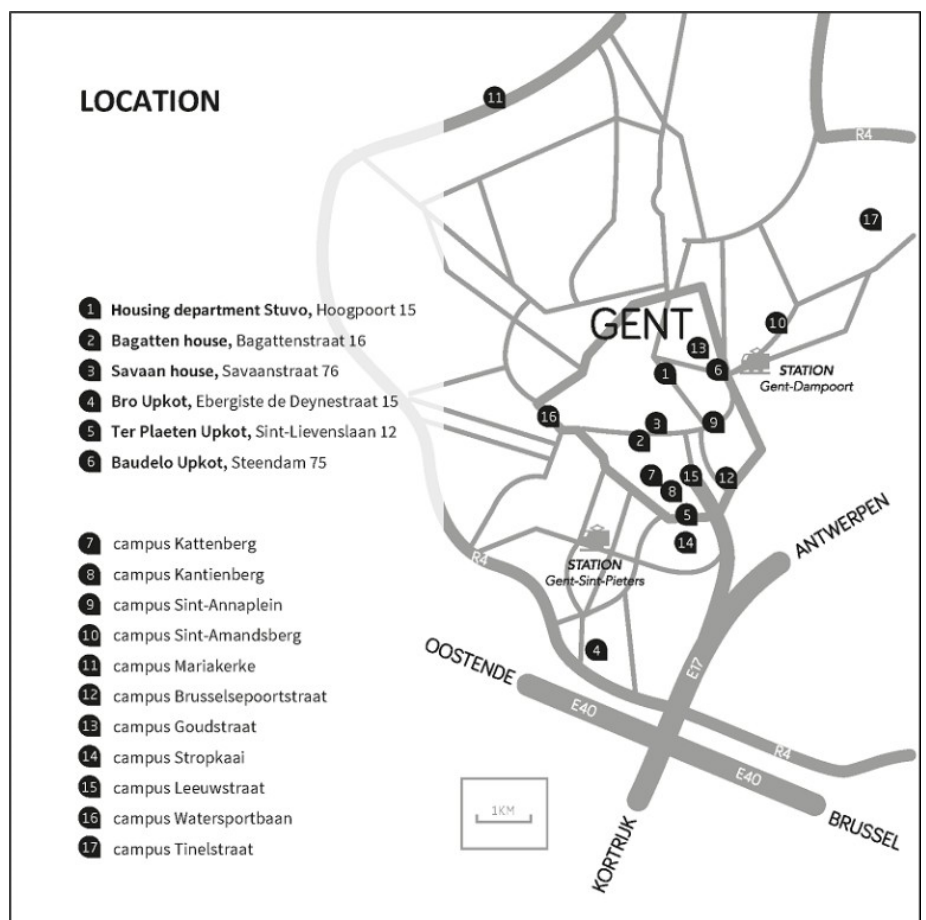 LOCATION
1 Housing department Stuvo, Hoogpoort 15
2 Bagatten house, Bagattenstraat 16
3 Savaan house, Savaanstraat 76
4 Bro Upkot, Ebergiste de Deynestraat 15
5 Ter Plaeten Upkot, Sint-Lievenslaan 12
6 Baudelo Upkot, Steendam 75
7 campus Kattenberg
8 campus Kantienberg
9 campus Sint-Annaplein
10 campus Sint-Amandsberg
11 campus Mariakerke
12 campus Brusselsepoortstraat
13 campus Goudstraat
14 campus Stropkaai
15 campus Leeuwstraat
16 campus Watersportbaan
17 campus Tinelstraat
11
R4
17
10
GENT
13
1
6
STATION
Gent-Dampoort
16
3
9
2
7
15
12
8
5
14
STATION
Gent-Sint-Pieters
R4
ANTWERPEN
4
OOSTENDE
E17
E40
R4
E40
1KM
KORTRIJK
BRUSSEL